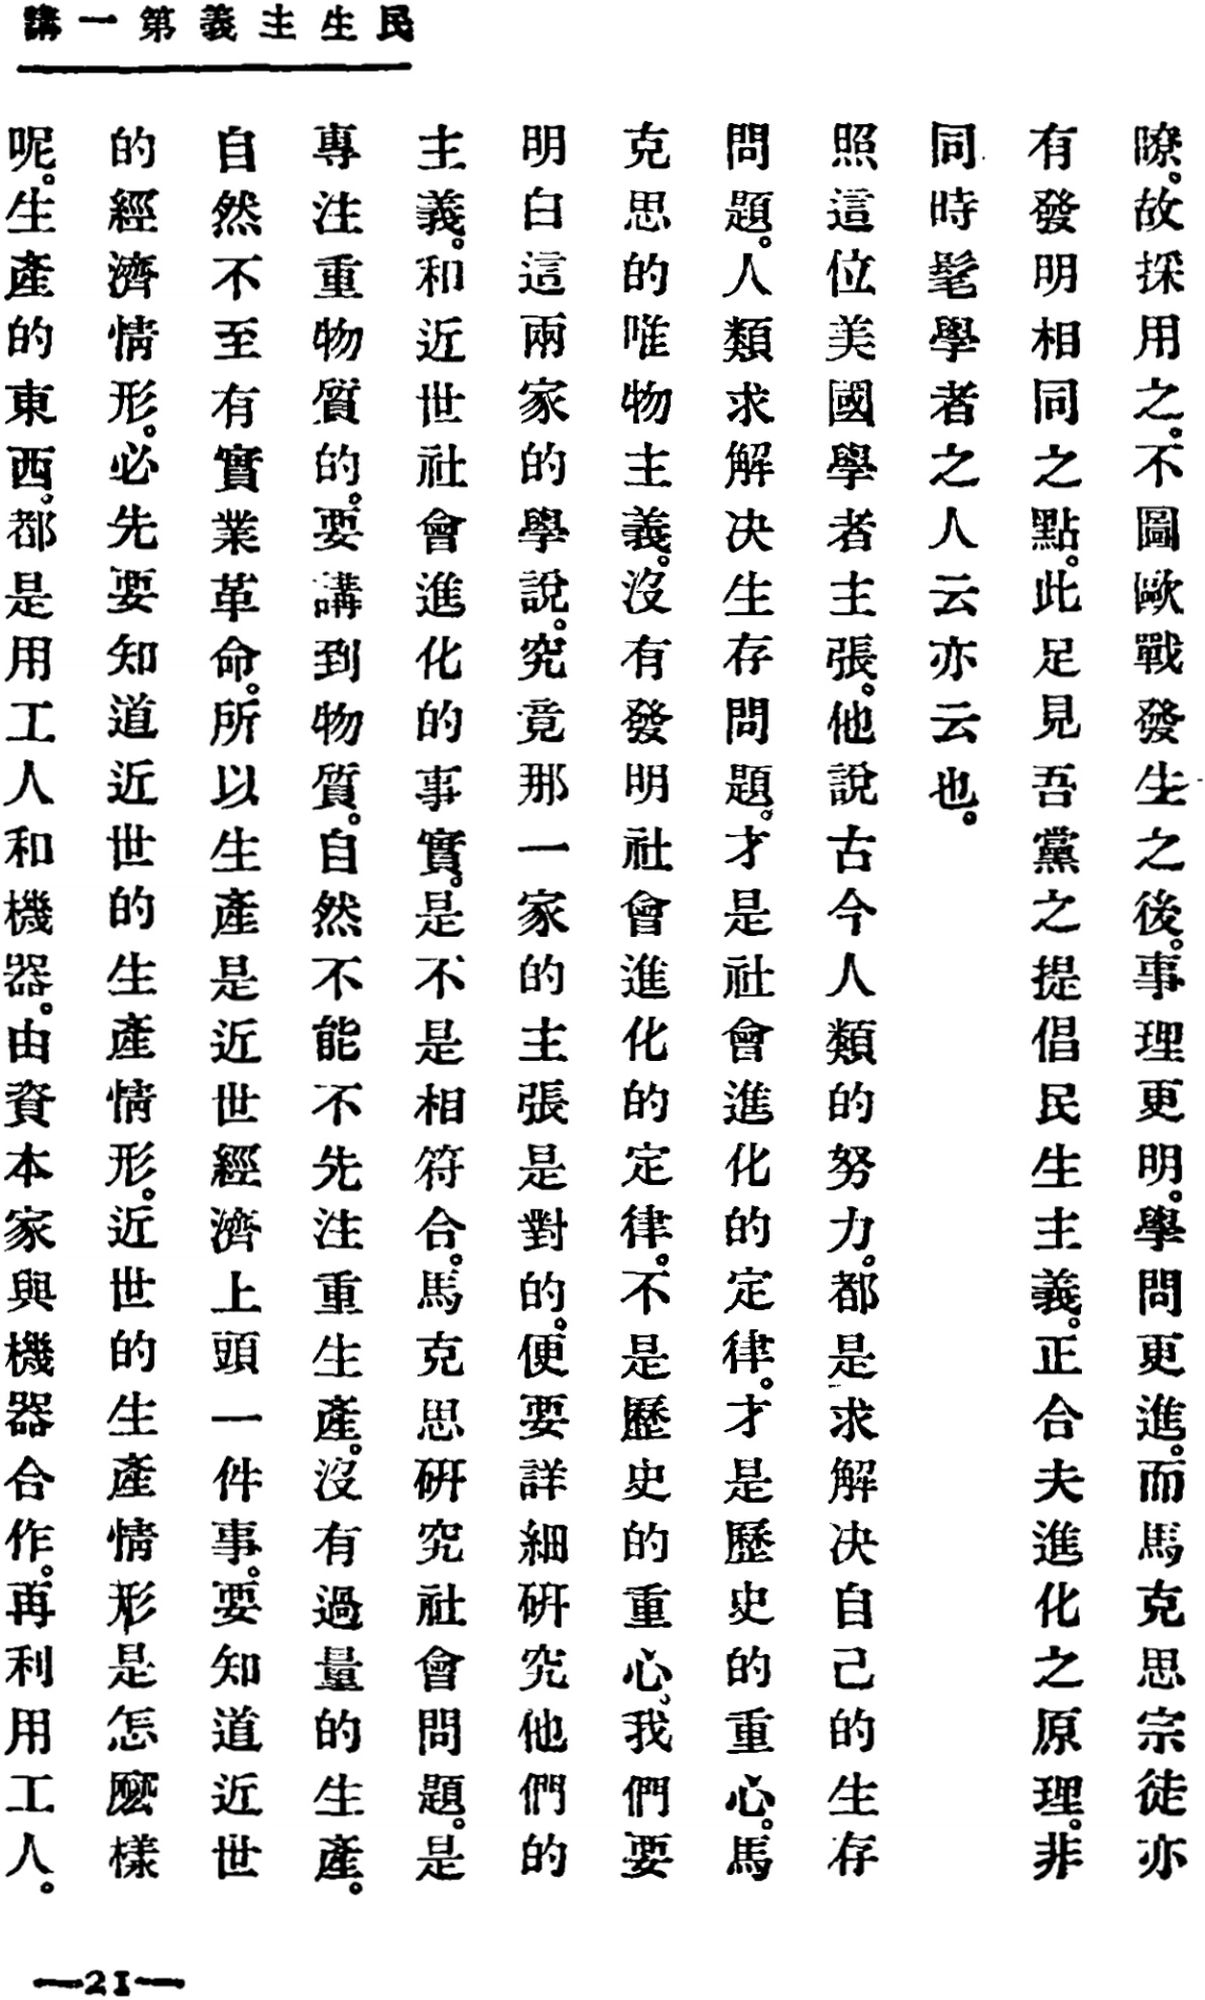 民生主義第一講
瞭。故採用之。不圖歐戰發生之後。事理更明。學問更進。而馬克思宗徒亦
有發明相同之點。此足見吾黨之提倡民生主義。正合夫進化之原理。非
同時髦學者之人云亦云也。
照這位美國學者主張。他說古今人類的努力。都是求解决自己的生存
問題。人類求解决生存問題。才是社會進化的定律。才是歷史的重心。馬
克思的唯物主義。沒有發明社會進化的定律。不是歷史的重心。我們要
明白這兩家的學說。究竟那一家的主張是對的。便要詳細研究他們的
主義。和近世社會進化的事實。是不是相符合。馬克思研究社會問題。是
專注重物質的。要講到物質。自然不能不先注重生產。沒有過量的生產。
自然不至有實業革命。所以生產是近世經濟上頭一件事。要知道近世
的經濟情形。必先要知道近世的生產情形。近世的生產情形是怎麽樣
呢。生產的東西。都是用工人和機器。由資本家與機器合作。再利用工人。
—21—